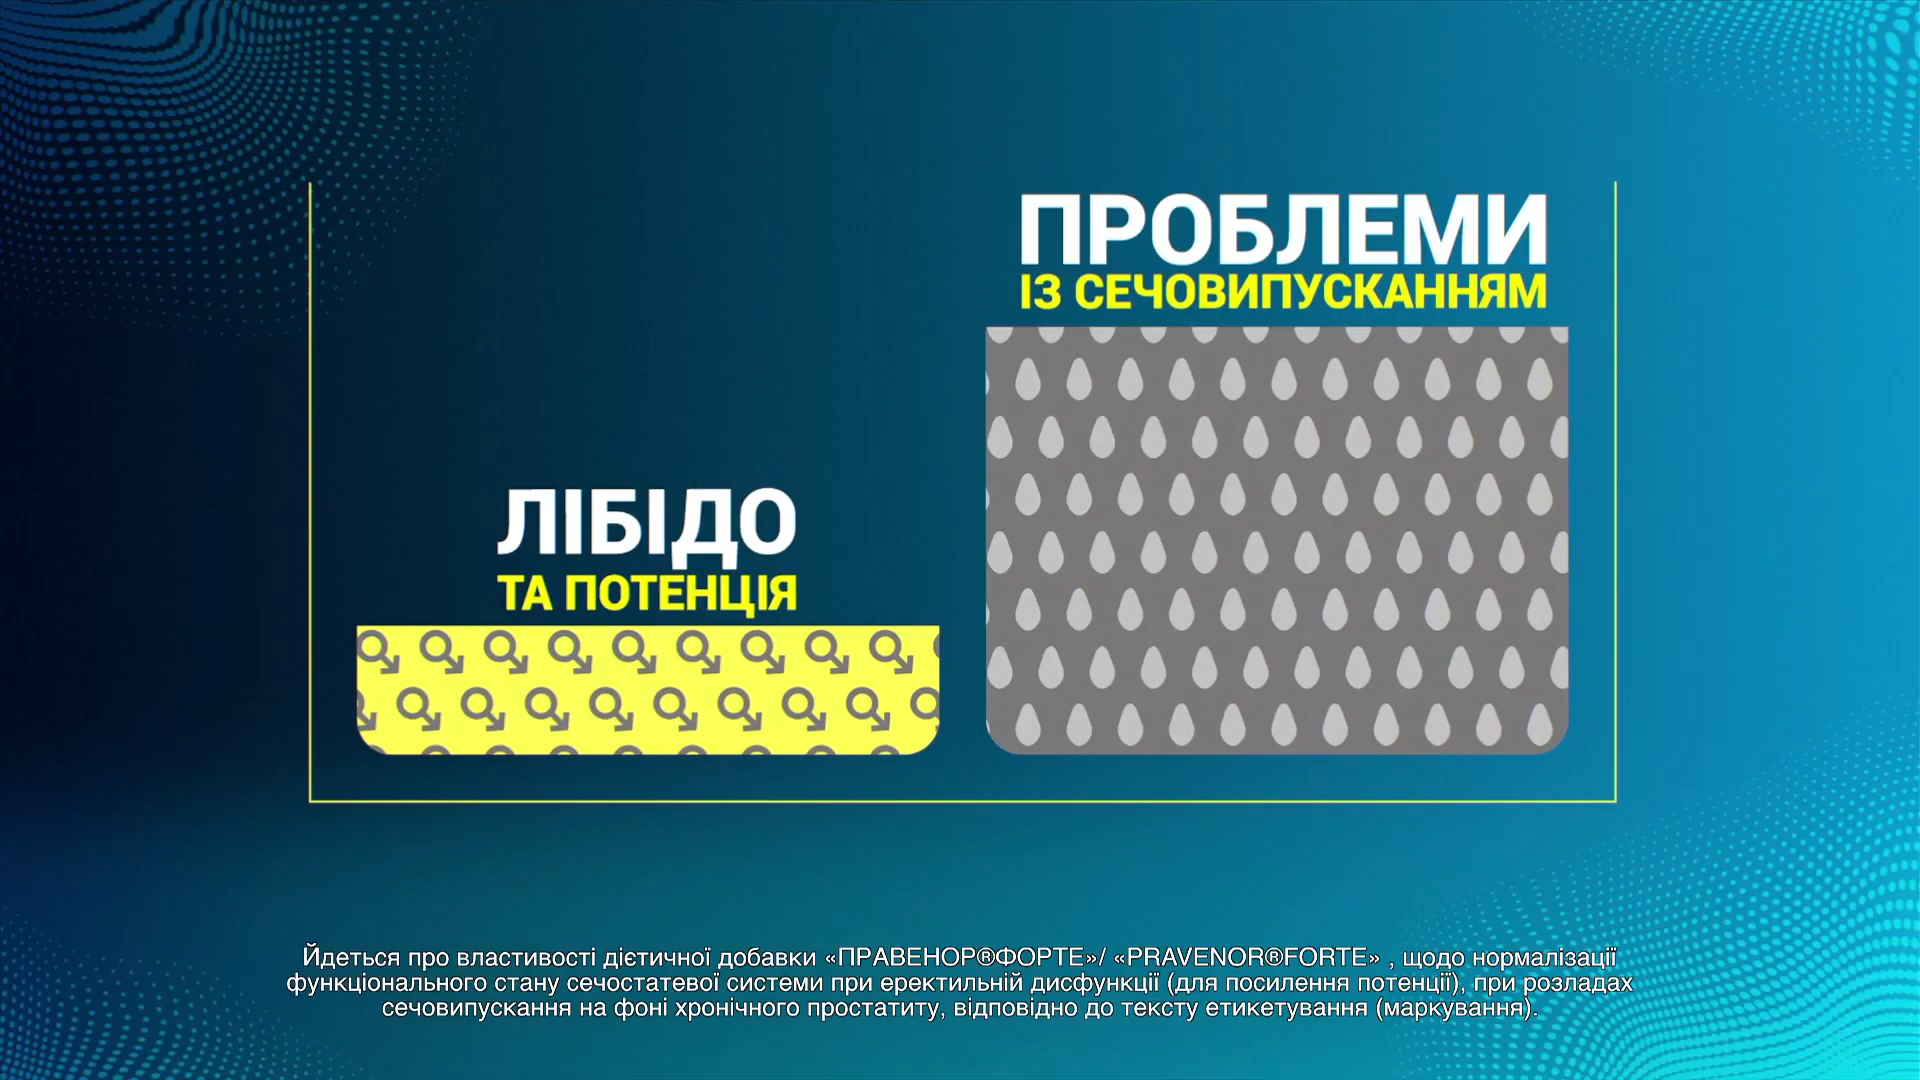 ПРОБЛЕМИ
ІЗ СЕЧОВИПУСКАННЯМ
ЛІБІДО
ТА ПОТЕНЦІЯ
Йдеться про властивості дієтичної добавки «ПРАВЕНОР®ФОРТЕ»/ «PRAVENOR®FORTE» , щодо нормалізації
функціонального стану сечостатевої системи при еректильній дисфункції (для посилення потенції), при розладах
сечовипускання на фоні хронічного простатиту, відповідно до тексту етикетування (маркування).